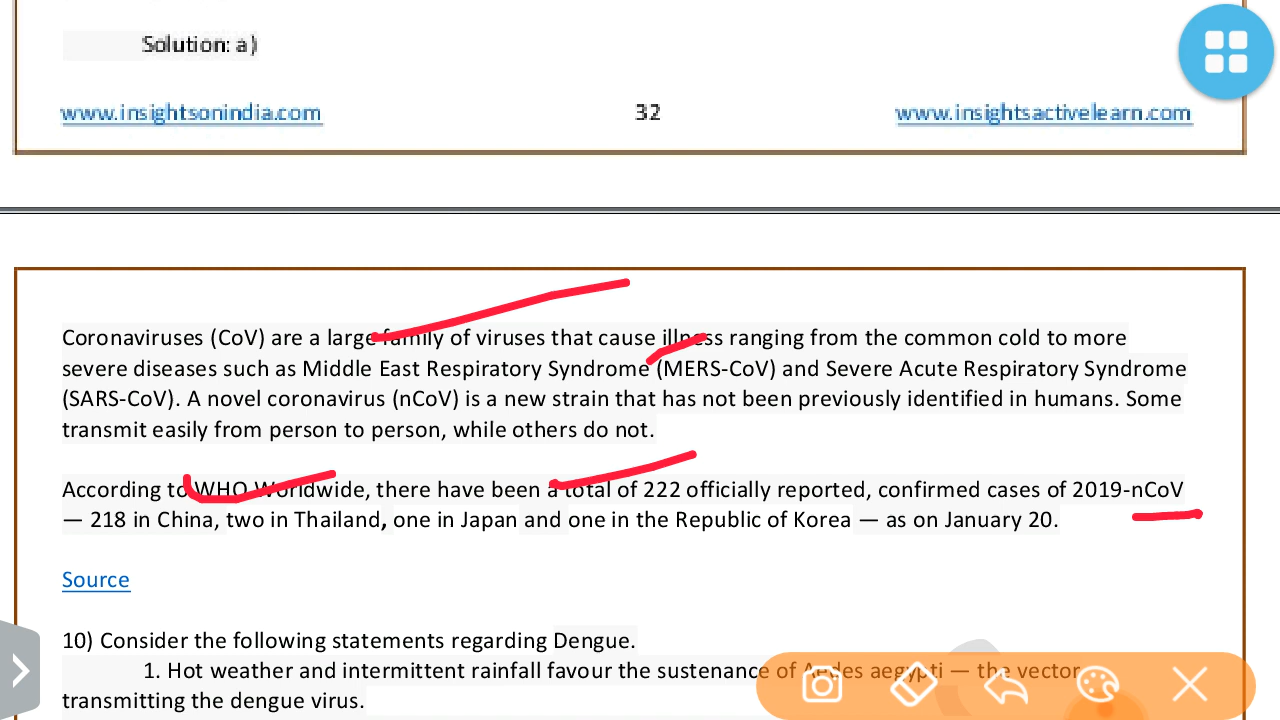 Solution: a)
www.insightsonindia.com 32 www.insightsactivelearn.com
Coronaviruses (CoV) are a large family of viruses that cause illness ranging from the common cold to more
severe diseases such as Middle East Respiratory Syndrome (MERS-CoV) and Severe Acute Respiratory Syndrome
(SARS-CoV). A novel coronavirus (nCoV) is a new strain that has not been previously identified in humans. Some
transmit easily from person to person, while others do not.
According to WHO Worldwide, there have been a total of 222 officially reported, confirmed cases of 2019-nCoV
— 218 in China, two in Thailand, one in Japan and one in the Republic of Korea — as on January 20.
Source
10) Consider the following statements regarding Dengue.
1. Hot weather and intermittent rainfall favour the sustenance of Aedes aegypti — the vector
transmitting the dengue virus.